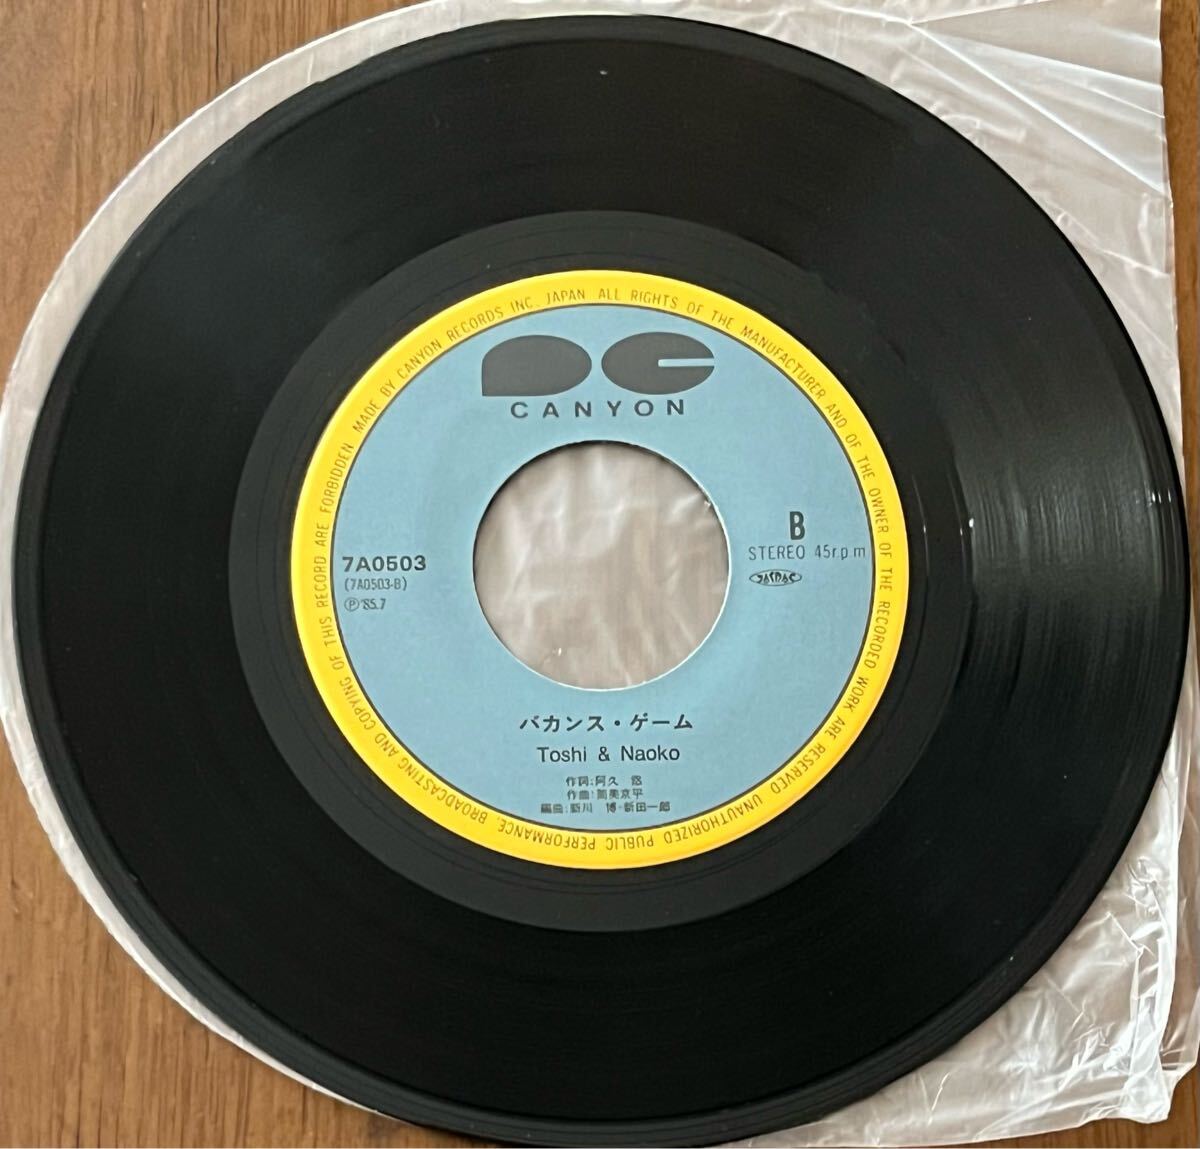 CANYON
B
STEREO 45r.p.m
JASRAC
7A0503
(7A0503-B)
Ⓟ'85.7
バカンス・ゲーム
Toshi & Naoko
作詞:阿久 悠
作曲:筒美京平
編曲:新川 博・新田一郎
MADE BY CANYON RECORDS INC. JAPAN ALL RIGHTS OF THE MANUFACTURER AND OF THE OWNER OF THE RECORDED WORK ARE RESERVED UNAUTHORIZED PUBLIC PERFORMANCE, BROADCASTING AND COPYING OF THIS RECORD ARE FORBIDDEN